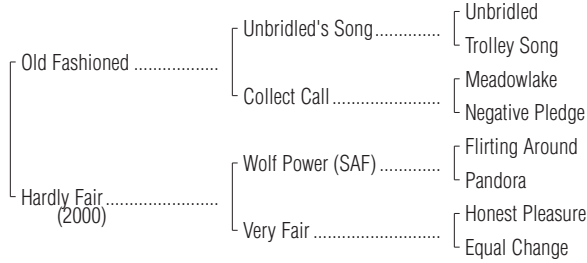 Unbridled
Unbridled's Song..............
Trolley Song
Old Fashioned ..................
Meadowlake
Collect Call.......................
Negative Pledge
Flirting Around
Wolf Power (SAF) .............
Pandora
Hardly Fair........................
(2000)
Honest Pleasure
Very Fair ...........................
Equal Change